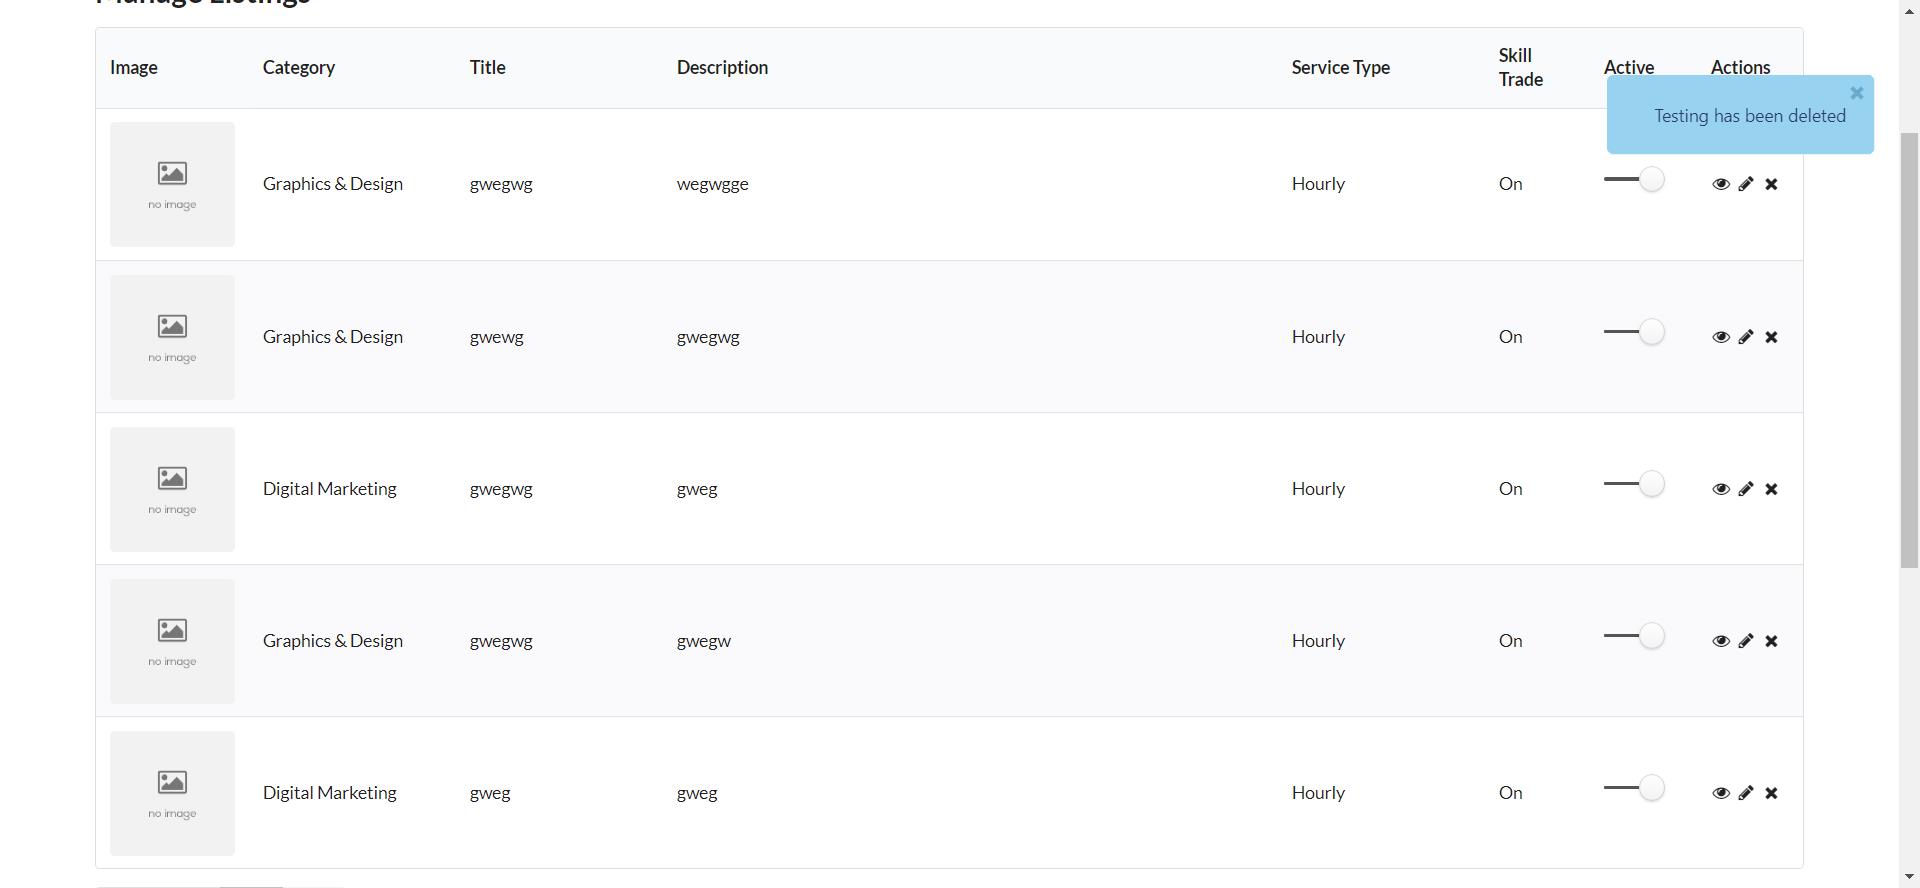 Manage Listings
Image Category Title Description Service Type Skill Trade Active Actions
Testing has been deleted
no image Graphics & Design gwegwg wegwgge Hourly On
no image Graphics & Design gwewg gwegwg Hourly On
no image Digital Marketing gwegwg gweg Hourly On
no image Graphics & Design gwegwg gwegw Hourly On
no image Digital Marketing gweg gweg Hourly On